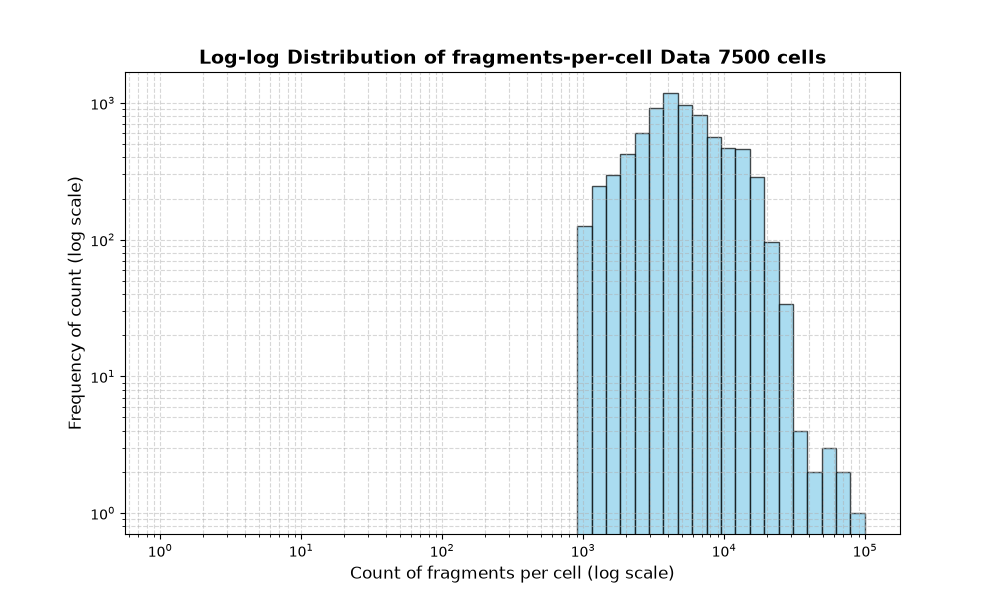 Log-log Distribution of fragments-per-cell Data 7500 cells
Frequency of count (log scale)
10³
10²
10¹
10⁰
10⁰ 10¹ 10² 10³ 10⁴ 10⁵
Count of fragments per cell (log scale)